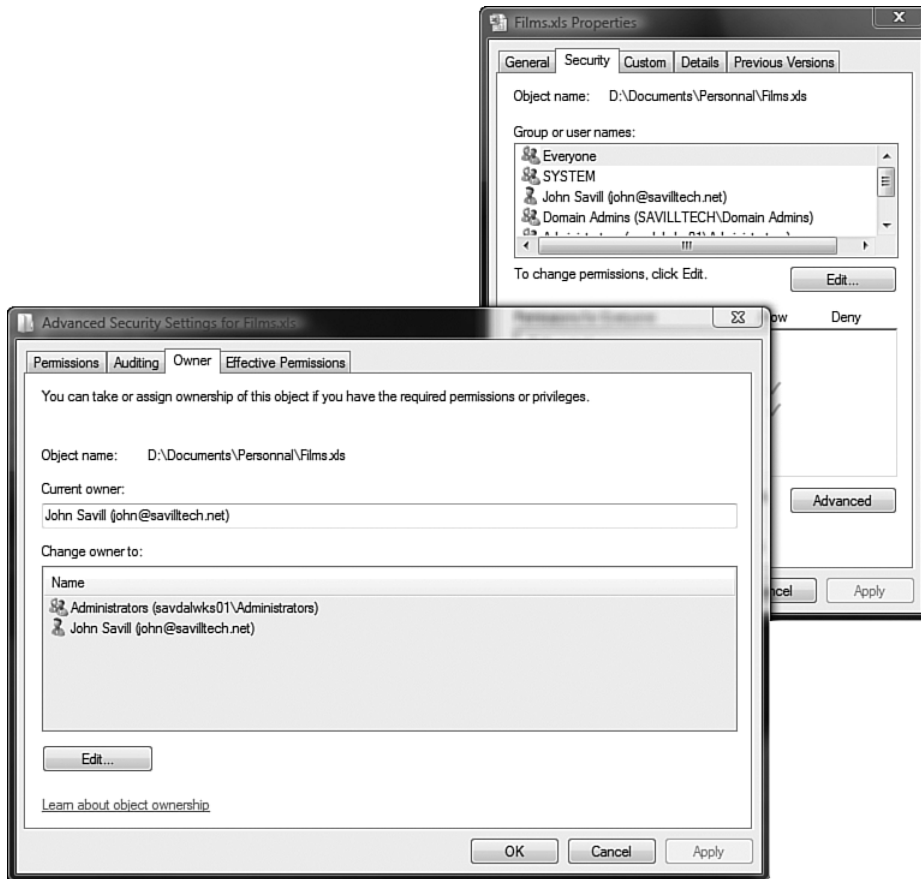 Films.xls Properties
General Security Custom Details Previous Versions
Object name: D:\Documents\Personnal\Films.xls
Group or user names:
Everyone
SYSTEM
John Savill (john@savilltech.net)
Domain Admins (SAVILLTECH\Domain Admins)
To change permissions, click Edit.
Edit...
Deny
Advanced
Apply
Advanced Security Settings for Films.xls
Permissions Auditing Owner Effective Permissions
You can take or assign ownership of this object if you have the required permissions or privileges.
Object name: D:\Documents\Personnal\Films.xls
Current owner:
John Savill (john@savilltech.net)
Change owner to:
Name
Administrators (savdalwks01\Administrators)
John Savill (john@savilltech.net)
Edit...
Learn about object ownership
OK Cancel Apply